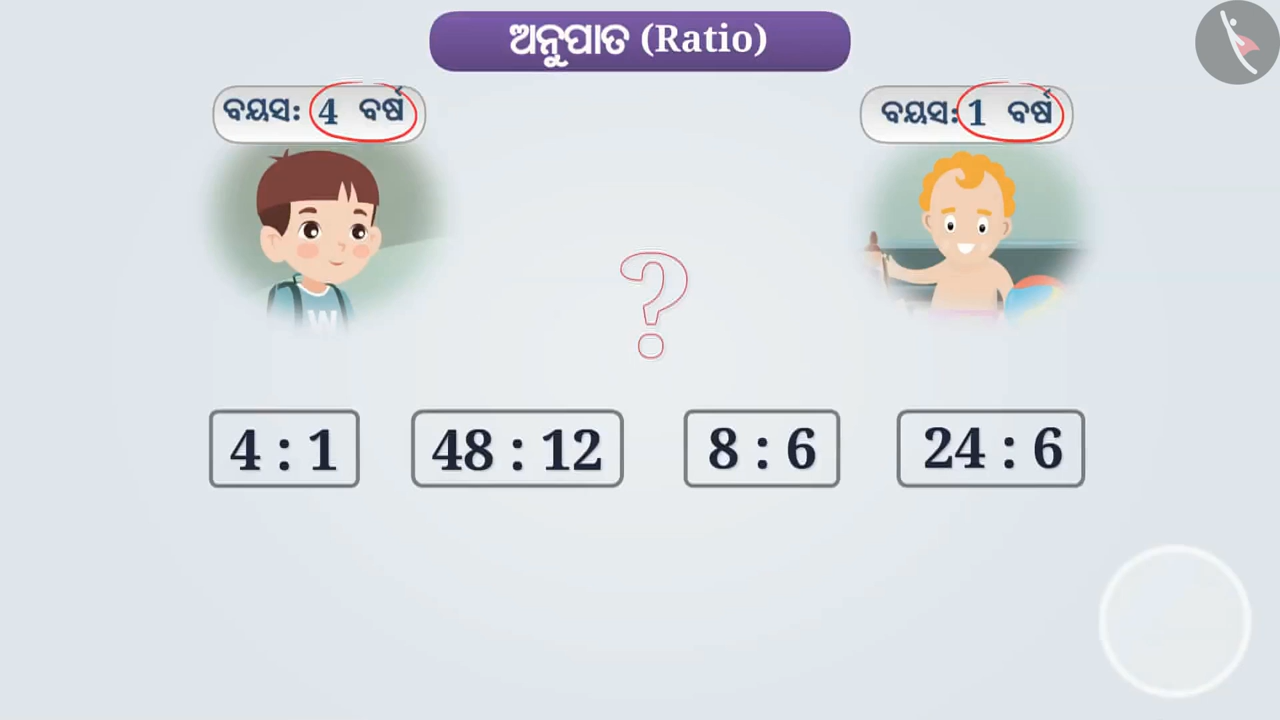 ଅନୁପାତ (Ratio)
ବୟସ: 4 ବର୍ଷ
ବୟସ: 1 ବର୍ଷ
W
?
4 : 1
48 : 12
8 : 6
24 : 6